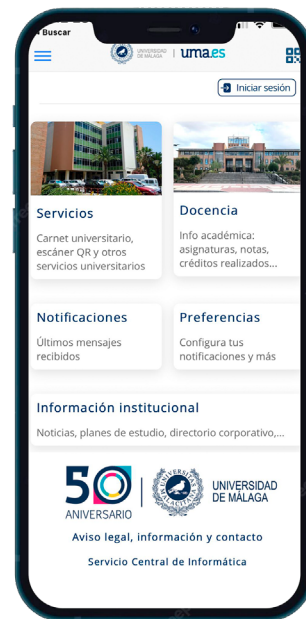 Buscar
UNIVERSIDAD
DE MÁLAGA
uma.es
Iniciar sesión
Servicios
Carnet universitario,
escáner QR y otros
servicios universitarios
Docencia
Info académica:
asignaturas, notas,
créditos realizados...
Notificaciones
Últimos mensajes
recibidos
Preferencias
Configura tus
notificaciones y más
Información institucional
Noticias, planes de estudio, directorio corporativo,...
50
ANIVERSARIO
UNIVERSIDAD
DE MÁLAGA
Aviso legal, información y contacto
Servicio Central de Informática